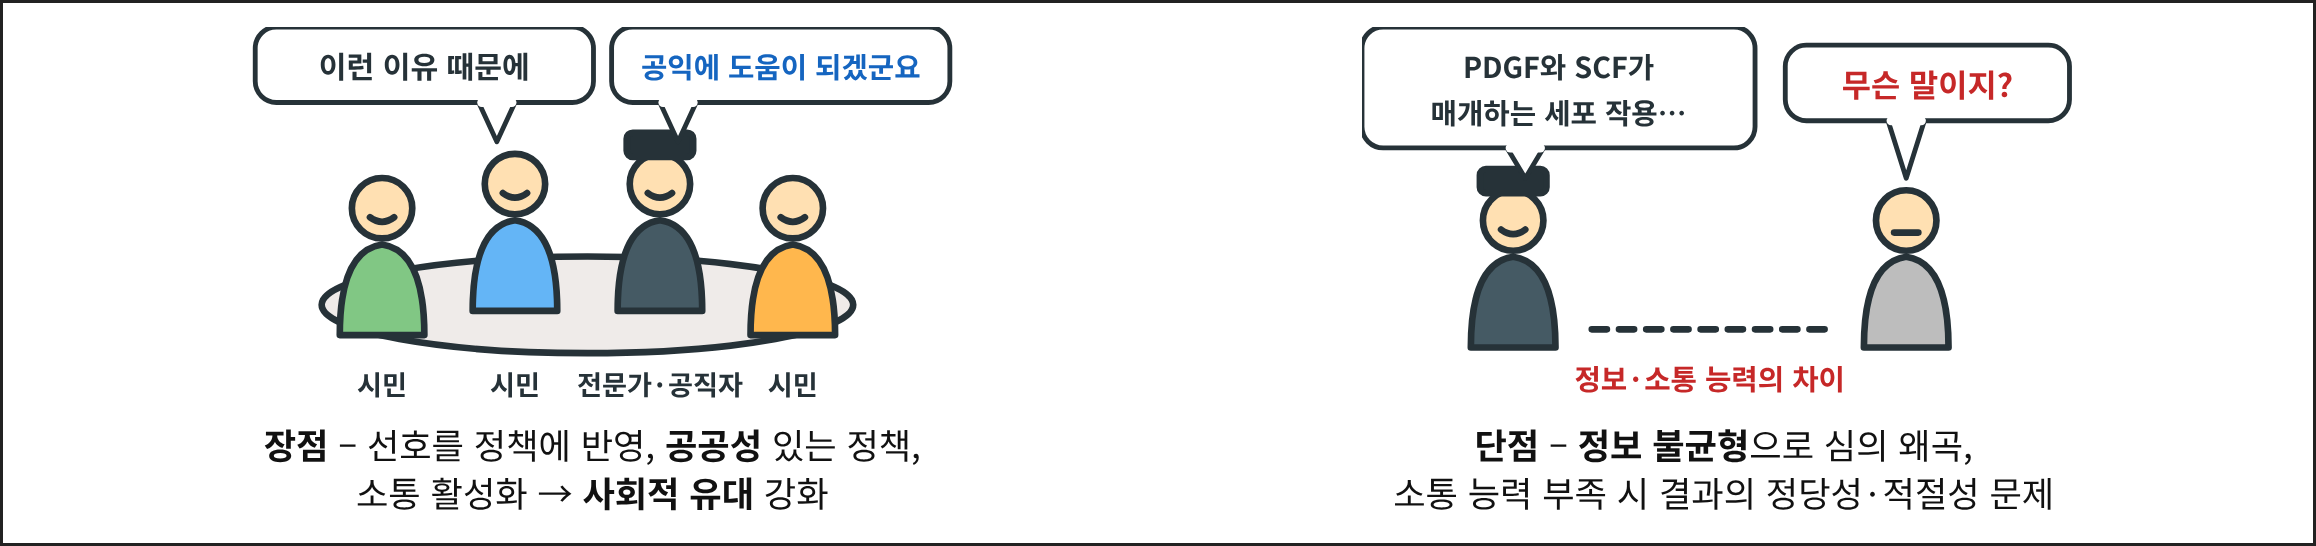 이런 이유 때문에
공익에 도움이 되겠군요
시민
시민
전문가·공직자
시민
장점 – 선호를 정책에 반영, 공공성 있는 정책,
소통 활성화 → 사회적 유대 강화
PDGF와 SCF가
매개하는 세포 작용…
무슨 말이지?
정보·소통 능력의 차이
단점 – 정보 불균형으로 심의 왜곡,
소통 능력 부족 시 결과의 정당성·적절성 문제